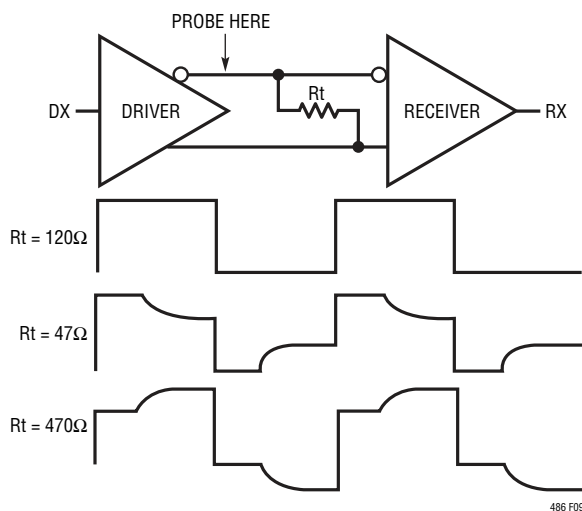 PROBE HERE
Rt
DX
DRIVER
RECEIVER
RX
Rt = 120Ω
Rt = 47Ω
Rt = 470Ω
486 F09